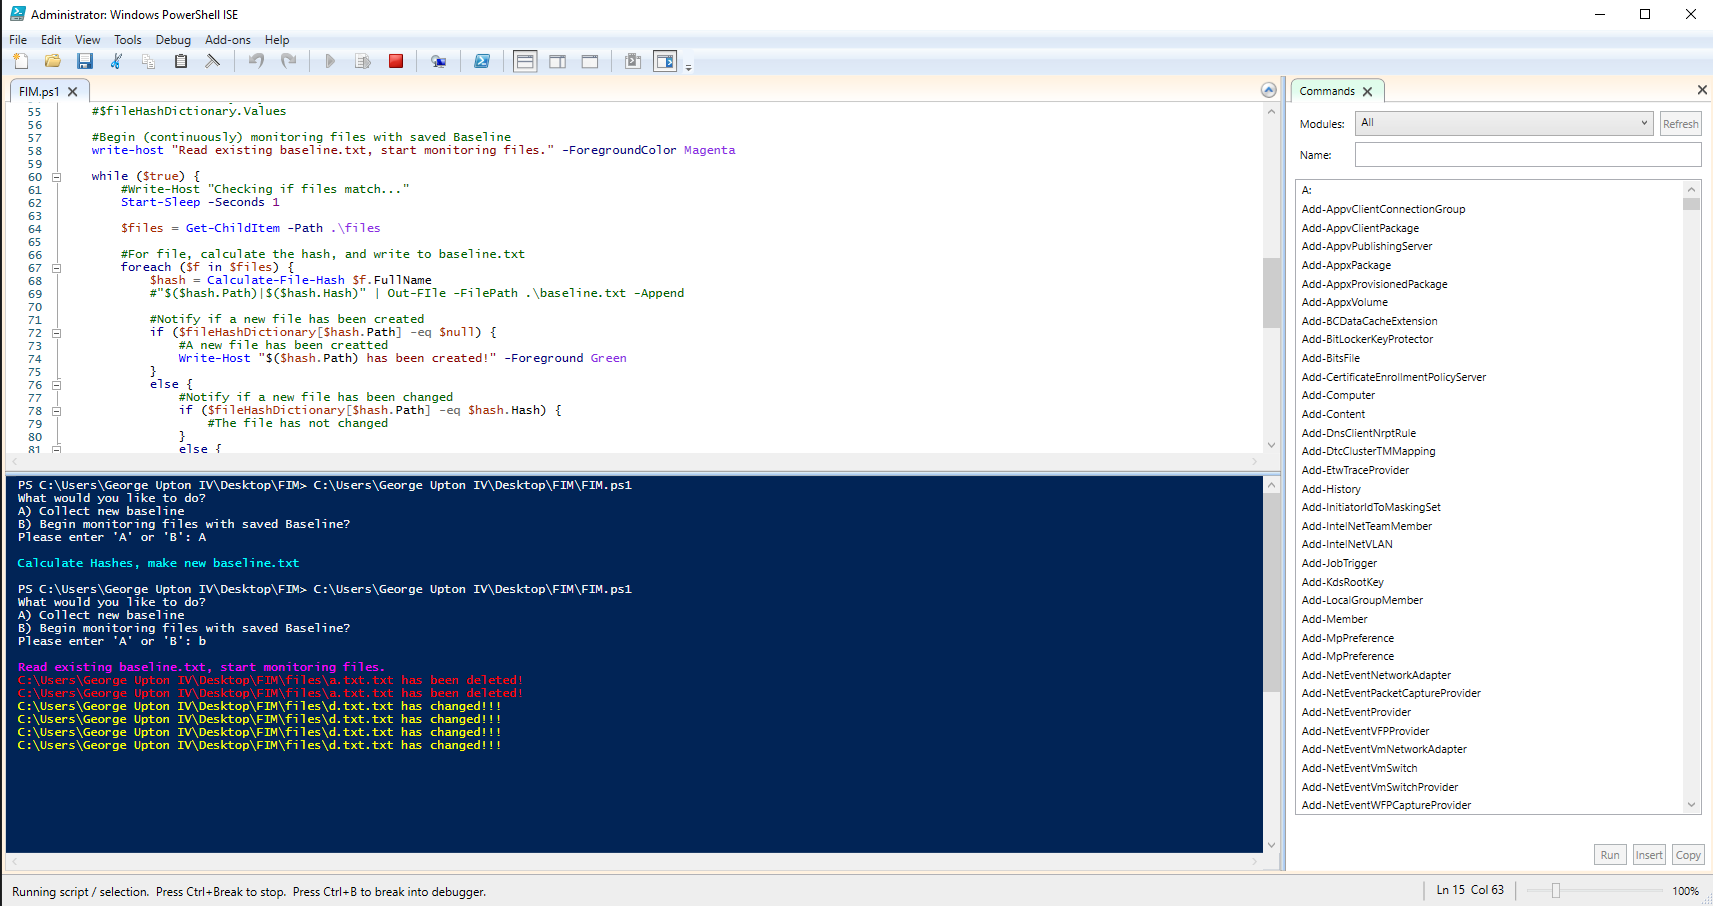 Administrator: Windows PowerShell ISE
File Edit View Tools Debug Add-ons Help
FIM.ps1
55 #$fileHashDictionary.Values
56
57 #Begin (continuously) monitoring files with saved Baseline
58 write-host "Read existing baseline.txt, start monitoring files." -ForegroundColor Magenta
59
60 while ($true) {
61 #Write-Host "Checking if files match..."
62 Start-Sleep -Seconds 1
63
64 $files = Get-ChildItem -Path .\files
65
66 #For file, calculate the hash, and write to baseline.txt
67 foreach ($f in $files) {
68 $hash = Calculate-File-Hash $f.FullName
69 #"$($hash.Path)|$($hash.Hash)" | Out-FIle -FilePath .\baseline.txt -Append
70
71 #Notify if a new file has been created
72 if ($fileHashDictionary[$hash.Path] -eq $null) {
73 #A new file has been creatted
74 Write-Host "$($hash.Path) has been created!" -Foreground Green
75 }
76 else {
77 #Notify if a new file has been changed
78 if ($fileHashDictionary[$hash.Path] -eq $hash.Hash) {
79 #The file has not changed
80 }
81 else {
PS C:\Users\George Upton IV\Desktop\FIM> C:\Users\George Upton IV\Desktop\FIM\FIM.ps1
What would you like to do?
A) Collect new baseline
B) Begin monitoring files with saved Baseline?
Please enter 'A' or 'B': A
Calculate Hashes, make new baseline.txt
PS C:\Users\George Upton IV\Desktop\FIM> C:\Users\George Upton IV\Desktop\FIM\FIM.ps1
What would you like to do?
A) Collect new baseline
B) Begin monitoring files with saved Baseline?
Please enter 'A' or 'B': b
Read existing baseline.txt, start monitoring files.
C:\Users\George Upton IV\Desktop\FIM\files\a.txt.txt has been deleted!
C:\Users\George Upton IV\Desktop\FIM\files\a.txt.txt has been deleted!
C:\Users\George Upton IV\Desktop\FIM\files\d.txt.txt has changed!!!
C:\Users\George Upton IV\Desktop\FIM\files\d.txt.txt has changed!!!
C:\Users\George Upton IV\Desktop\FIM\files\d.txt.txt has changed!!!
C:\Users\George Upton IV\Desktop\FIM\files\d.txt.txt has changed!!!
Commands
Modules: All Refresh
Name:
A:
Add-AppvClientConnectionGroup
Add-AppvClientPackage
Add-AppvPublishingServer
Add-AppxPackage
Add-AppxProvisionedPackage
Add-AppxVolume
Add-BCDataCacheExtension
Add-BitLockerKeyProtector
Add-BitsFile
Add-CertificateEnrollmentPolicyServer
Add-Computer
Add-Content
Add-DnsClientNrptRule
Add-DtcClusterTMMapping
Add-EtwTraceProvider
Add-History
Add-InitiatorIdToMaskingSet
Add-IntelNetTeamMember
Add-IntelNetVLAN
Add-JobTrigger
Add-KdsRootKey
Add-LocalGroupMember
Add-Member
Add-MpPreference
Add-MpPreference
Add-NetEventNetworkAdapter
Add-NetEventPacketCaptureProvider
Add-NetEventProvider
Add-NetEventVFPProvider
Add-NetEventVmNetworkAdapter
Add-NetEventVmSwitch
Add-NetEventVmSwitchProvider
Add-NetEventWFPCaptureProvider
Run Insert Copy
Running script / selection. Press Ctrl+Break to stop. Press Ctrl+B to break into debugger.
Ln 15 Col 63
100%